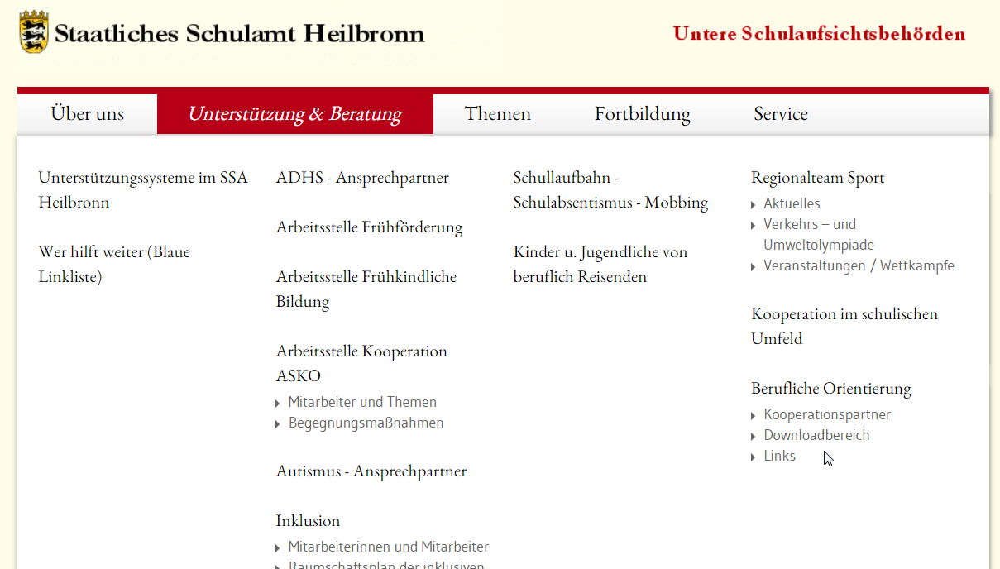 Staatliches Schulamt Heilbronn
Untere Schulaufsichtsbehörden
Über uns
Unterstützung & Beratung
Themen
Fortbildung
Service
Unterstützungssysteme im SSA
Heilbronn
Wer hilft weiter (Blaue
Linkliste)
ADHS - Ansprechpartner
Arbeitsstelle Frühförderung
Arbeitsstelle Frühkindliche
Bildung
Arbeitsstelle Kooperation
ASKO
Mitarbeiter und Themen
Begegnungsmaßnahmen
Autismus - Ansprechpartner
Inklusion
Mitarbeiterinnen und Mitarbeiter
Raumschaftsplan der inklusiven
Schullaufbahn -
Schulabsentismus - Mobbing
Kinder u. Jugendliche von
beruflich Reisenden
Regionalteam Sport
Aktuelles
Verkehrs – und
Umweltolympiade
Veranstaltungen / Wettkämpfe
Kooperation im schulischen
Umfeld
Berufliche Orientierung
Kooperationspartner
Downloadbereich
Links